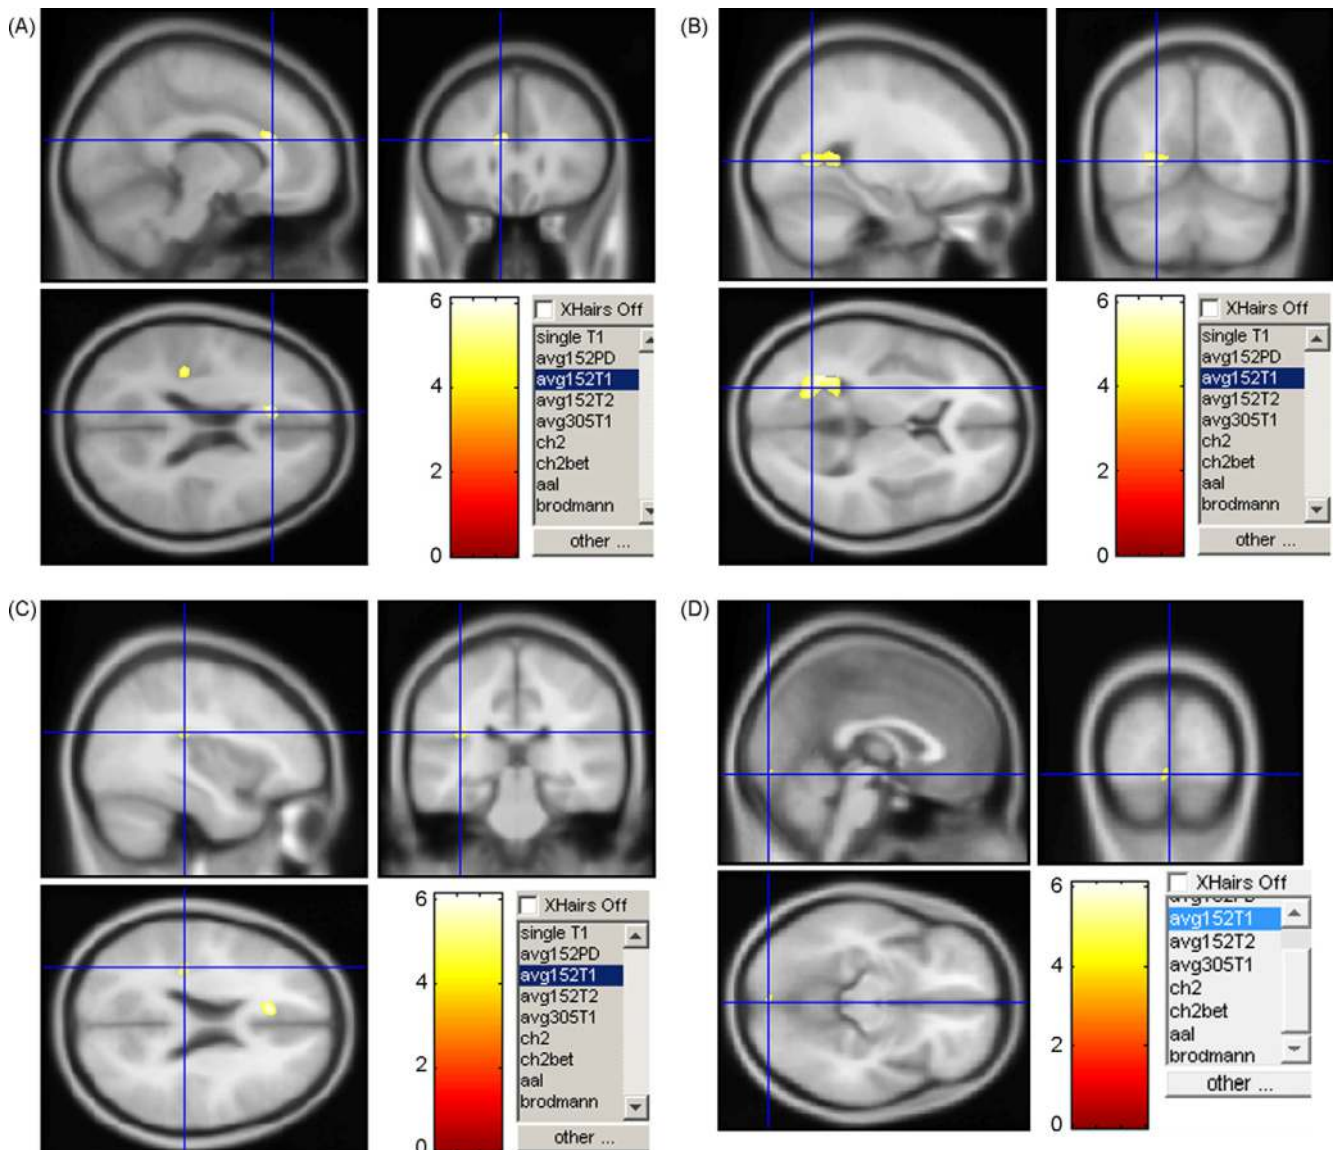 (A)
6
4
2
0
XHairs Off
single T1
avg152PD
avg152T1
avg152T2
avg305T1
ch2
ch2bet
aal
brodmann
other ...
(B)
6
4
2
0
XHairs Off
single T1
avg152PD
avg152T1
avg152T2
avg305T1
ch2
ch2bet
aal
brodmann
other ...
(C)
6
4
2
0
XHairs Off
single T1
avg152PD
avg152T1
avg152T2
avg305T1
ch2
ch2bet
aal
brodmann
other ...
(D)
6
4
2
0
XHairs Off
avg152PD
avg152T1
avg152T2
avg305T1
ch2
ch2bet
aal
brodmann
other ...